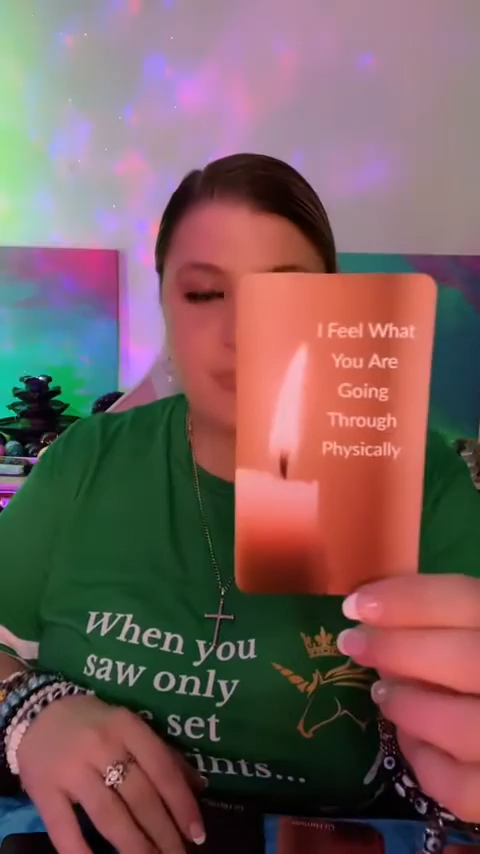 I Feel What
You Are
Going
Through
Physically
When you
saw only
set